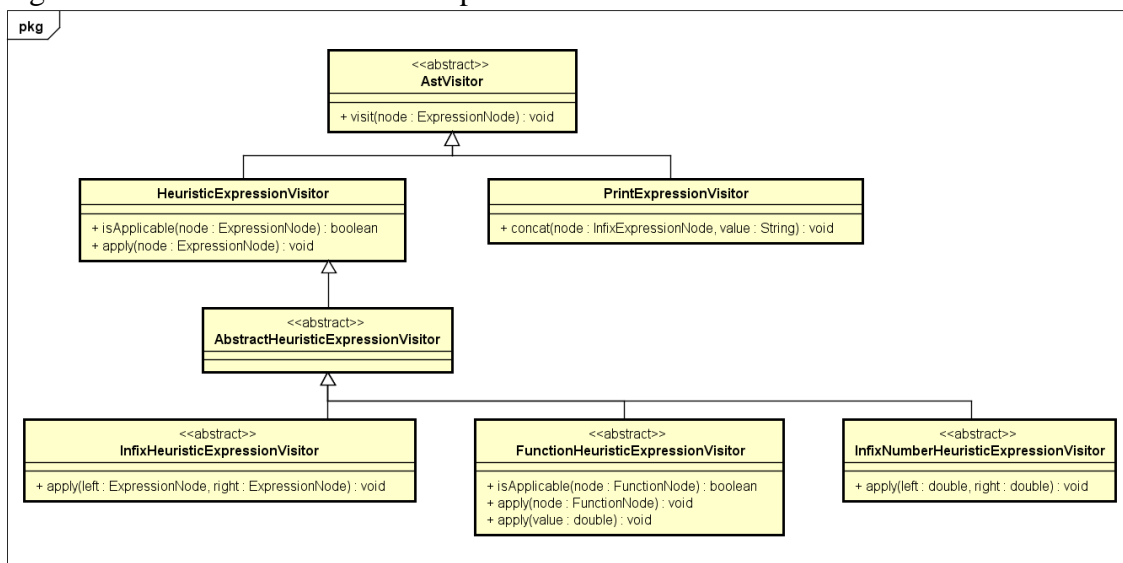 pkg
<<abstract>>
AstVisitor
+ visit(node : ExpressionNode) : void
HeuristicExpressionVisitor
+ isApplicable(node : ExpressionNode) : boolean
+ apply(node : ExpressionNode) : void
PrintExpressionVisitor
+ concat(node : InfixExpressionNode, value : String) : void
<<abstract>>
AbstractHeuristicExpressionVisitor
<<abstract>>
InfixHeuristicExpressionVisitor
+ apply(left : ExpressionNode, right : ExpressionNode) : void
<<abstract>>
FunctionHeuristicExpressionVisitor
+ isApplicable(node : FunctionNode) : boolean
+ apply(node : FunctionNode) : void
+ apply(value : double) : void
<<abstract>>
InfixNumberHeuristicExpressionVisitor
+ apply(left : double, right : double) : void